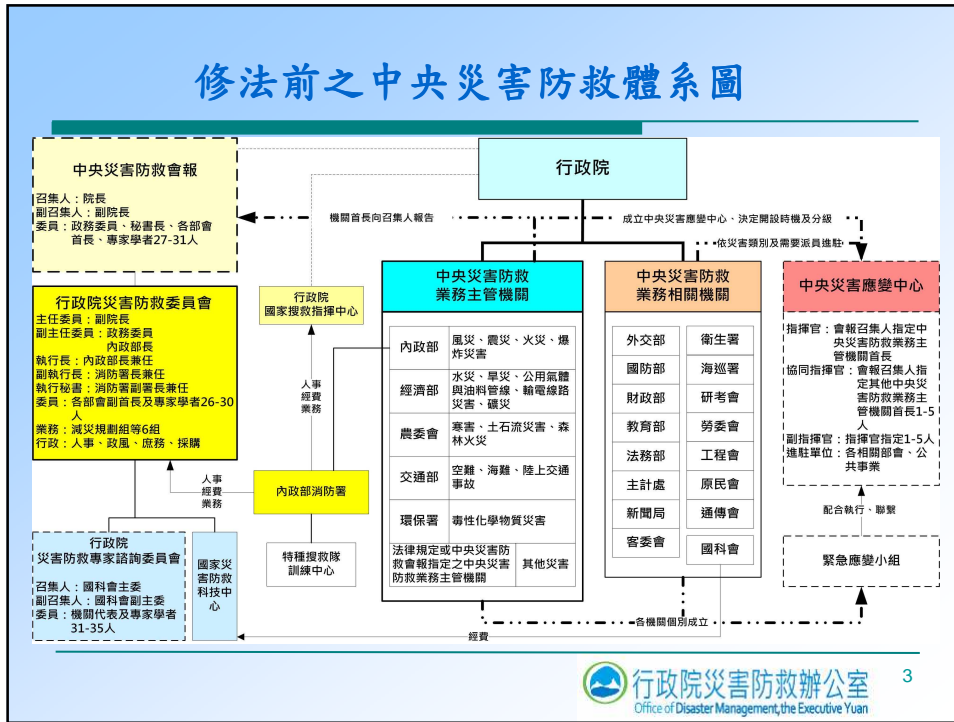 修法前之中央災害防救體系圖
中央災害防救會報
召集人：院長
副召集人：副院長
委員：政務委員、秘書長、各部會
首長、專家學者27-31人
行政院
機關首長向召集人報告
成立中央災害應變中心、決定開設時機及分級
依災害類別及需要派員進駐
行政院災害防救委員會
主任委員：副院長
副主任委員：政務委員
內政部長
執行長：內政部長兼任
副執行長：消防署長兼任
執行秘書：消防署副署長兼任
委員：各部會副首長及專家學者26-30
人
業務：減災規劃組等6組
行政：人事、政風、庶務、採購
行政院
國家搜救指揮中心
人事
經費
業務
人事
經費
業務
內政部消防署
特種搜救隊
訓練中心
行政院
災害防救專家諮詢委員會
召集人：國科會主委
副召集人：國科會副主委
委員：機關代表及專家學者
31-35人
國家災
害防救
科技中
心
中央災害防救
業務主管機關
內政部
風災、震災、火災、爆
炸災害
經濟部
水災、旱災、公用氣體
與油料管線、輸電線路
災害、礦災
農委會
寒害、土石流災害、森
林火災
交通部
空難、海難、陸上交通
事故
環保署
毒性化學物質災害
法律規定或中央災害防
救會報指定之中央災害
防救業務主管機關
其他災害
中央災害防救
業務相關機關
外交部
衛生署
國防部
海巡署
財政部
研考會
教育部
勞委會
法務部
工程會
主計處
原民會
新聞局
通傳會
客委會
國科會
中央災害應變中心
指揮官：會報召集人指定中
央災害防救業務主
管機關首長
協同指揮官：會報召集人指
定其他中央災
害防救業務主
管機關首長1-5
人
副指揮官：指揮官指定1-5人
進駐單位：各相關部會、公
共事業
配合執行、聯繫
緊急應變小組
各機關個別成立
經費
行政院災害防救辦公室
Office of Disaster Management, the Executive Yuan
3